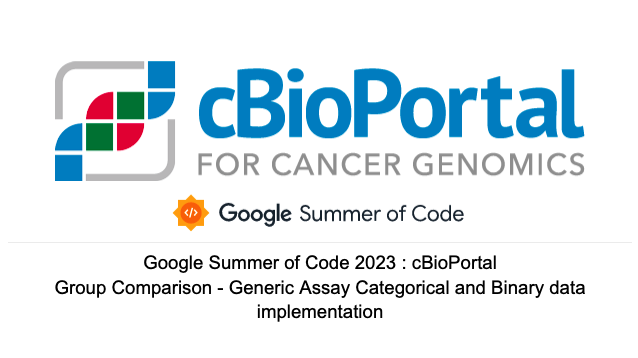 cBioPortal
FOR CANCER GENOMICS
</> Google Summer of Code
Google Summer of Code 2023 : cBioPortal
Group Comparison - Generic Assay Categorical and Binary data
implementation